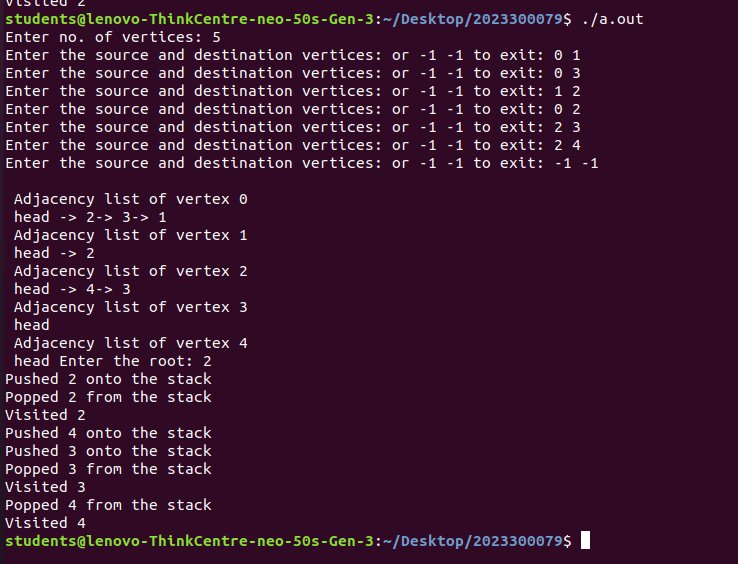 visited 2
students@lenovo-ThinkCentre-neo-50s-Gen-3:~/Desktop/2023300079$ ./a.out
Enter no. of vertices: 5
Enter the source and destination vertices: or -1 -1 to exit: 0 1
Enter the source and destination vertices: or -1 -1 to exit: 0 3
Enter the source and destination vertices: or -1 -1 to exit: 1 2
Enter the source and destination vertices: or -1 -1 to exit: 0 2
Enter the source and destination vertices: or -1 -1 to exit: 2 3
Enter the source and destination vertices: or -1 -1 to exit: 2 4
Enter the source and destination vertices: or -1 -1 to exit: -1 -1
Adjacency list of vertex 0
head -> 2-> 3-> 1
Adjacency list of vertex 1
head -> 2
Adjacency list of vertex 2
head -> 4-> 3
Adjacency list of vertex 3
head
Adjacency list of vertex 4
head Enter the root: 2
Pushed 2 onto the stack
Popped 2 from the stack
Visited 2
Pushed 4 onto the stack
Pushed 3 onto the stack
Popped 3 from the stack
Visited 3
Popped 4 from the stack
Visited 4
students@lenovo-ThinkCentre-neo-50s-Gen-3:~/Desktop/2023300079$